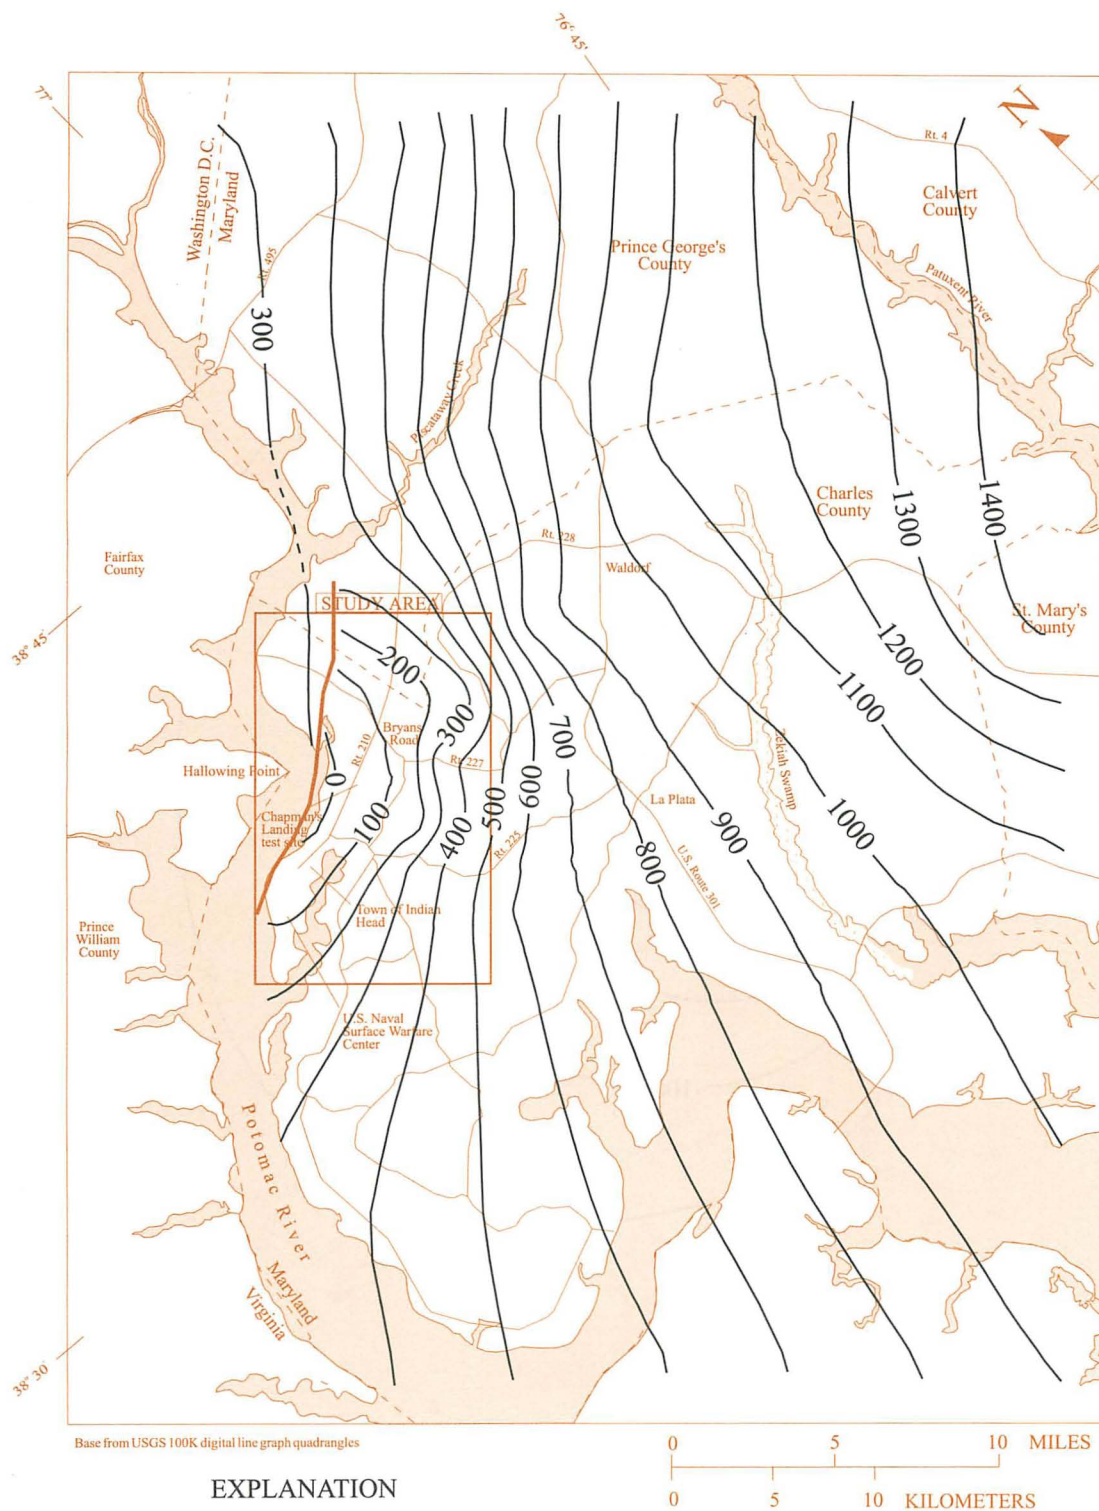 76° 45'
77°
N
Rt. 4
Washington D.C.
Maryland
Calvert
County
Rt. 495
Prince George's
County
Patuxent River
300
Piscataway Creek
1400
Charles
County
1300
Rt. 228
Fairfax
County
Waldorf
STUDY AREA
St. Mary's
County
38° 45'
200
1200
1100
Bryans
Road
300
700
Rt. 210
Rt. 227
Zekiah Swamp
Hallowing Point
0
600
500
La Plata
100
Chapman's
Landing
test site
400
900
1000
Rt. 225
800
U.S. Route 301
Town of Indian
Head
Prince
William
County
U.S. Naval
Surface Warfare
Center
Potomac River
Maryland
Virginia
38° 30'
Base from USGS 100K digital line graph quadrangles
0 5 10 MILES
EXPLANATION
0 5 10 KILOMETERS